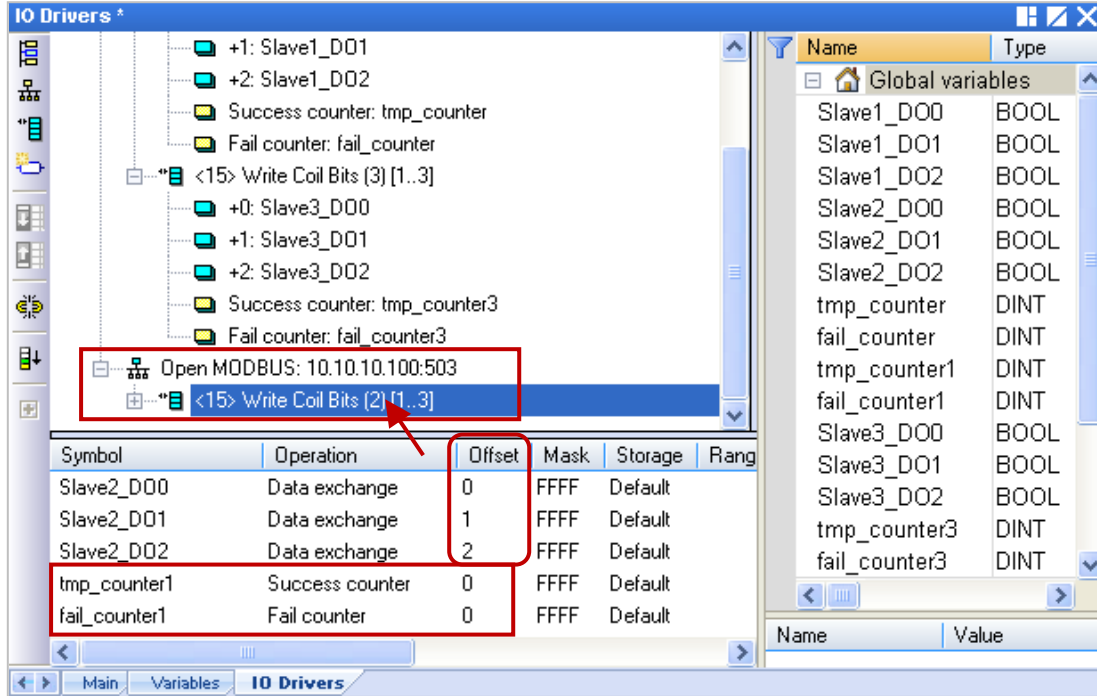 IO Drivers *
+1: Slave1_DO1
+2: Slave1_DO2
Success counter: tmp_counter
Fail counter: fail_counter
<15> Write Coil Bits (3) [1..3]
+0: Slave3_DO0
+1: Slave3_DO1
+2: Slave3_DO2
Success counter: tmp_counter3
Fail counter: fail_counter3
Open MODBUS: 10.10.10.100:503
<15> Write Coil Bits (2) [1..3]
Symbol Operation Offset Mask Storage Rang
Slave2_DO0 Data exchange 0 FFFF Default
Slave2_DO1 Data exchange 1 FFFF Default
Slave2_DO2 Data exchange 2 FFFF Default
tmp_counter1 Success counter 0 FFFF Default
fail_counter1 Fail counter 0 FFFF Default
Main Variables IO Drivers
Name Type
Global variables
Slave1_DO0 BOOL
Slave1_DO1 BOOL
Slave1_DO2 BOOL
Slave2_DO0 BOOL
Slave2_DO1 BOOL
Slave2_DO2 BOOL
tmp_counter DINT
fail_counter DINT
tmp_counter1 DINT
fail_counter1 DINT
Slave3_DO0 BOOL
Slave3_DO1 BOOL
Slave3_DO2 BOOL
tmp_counter3 DINT
fail_counter3 DINT
Name Value